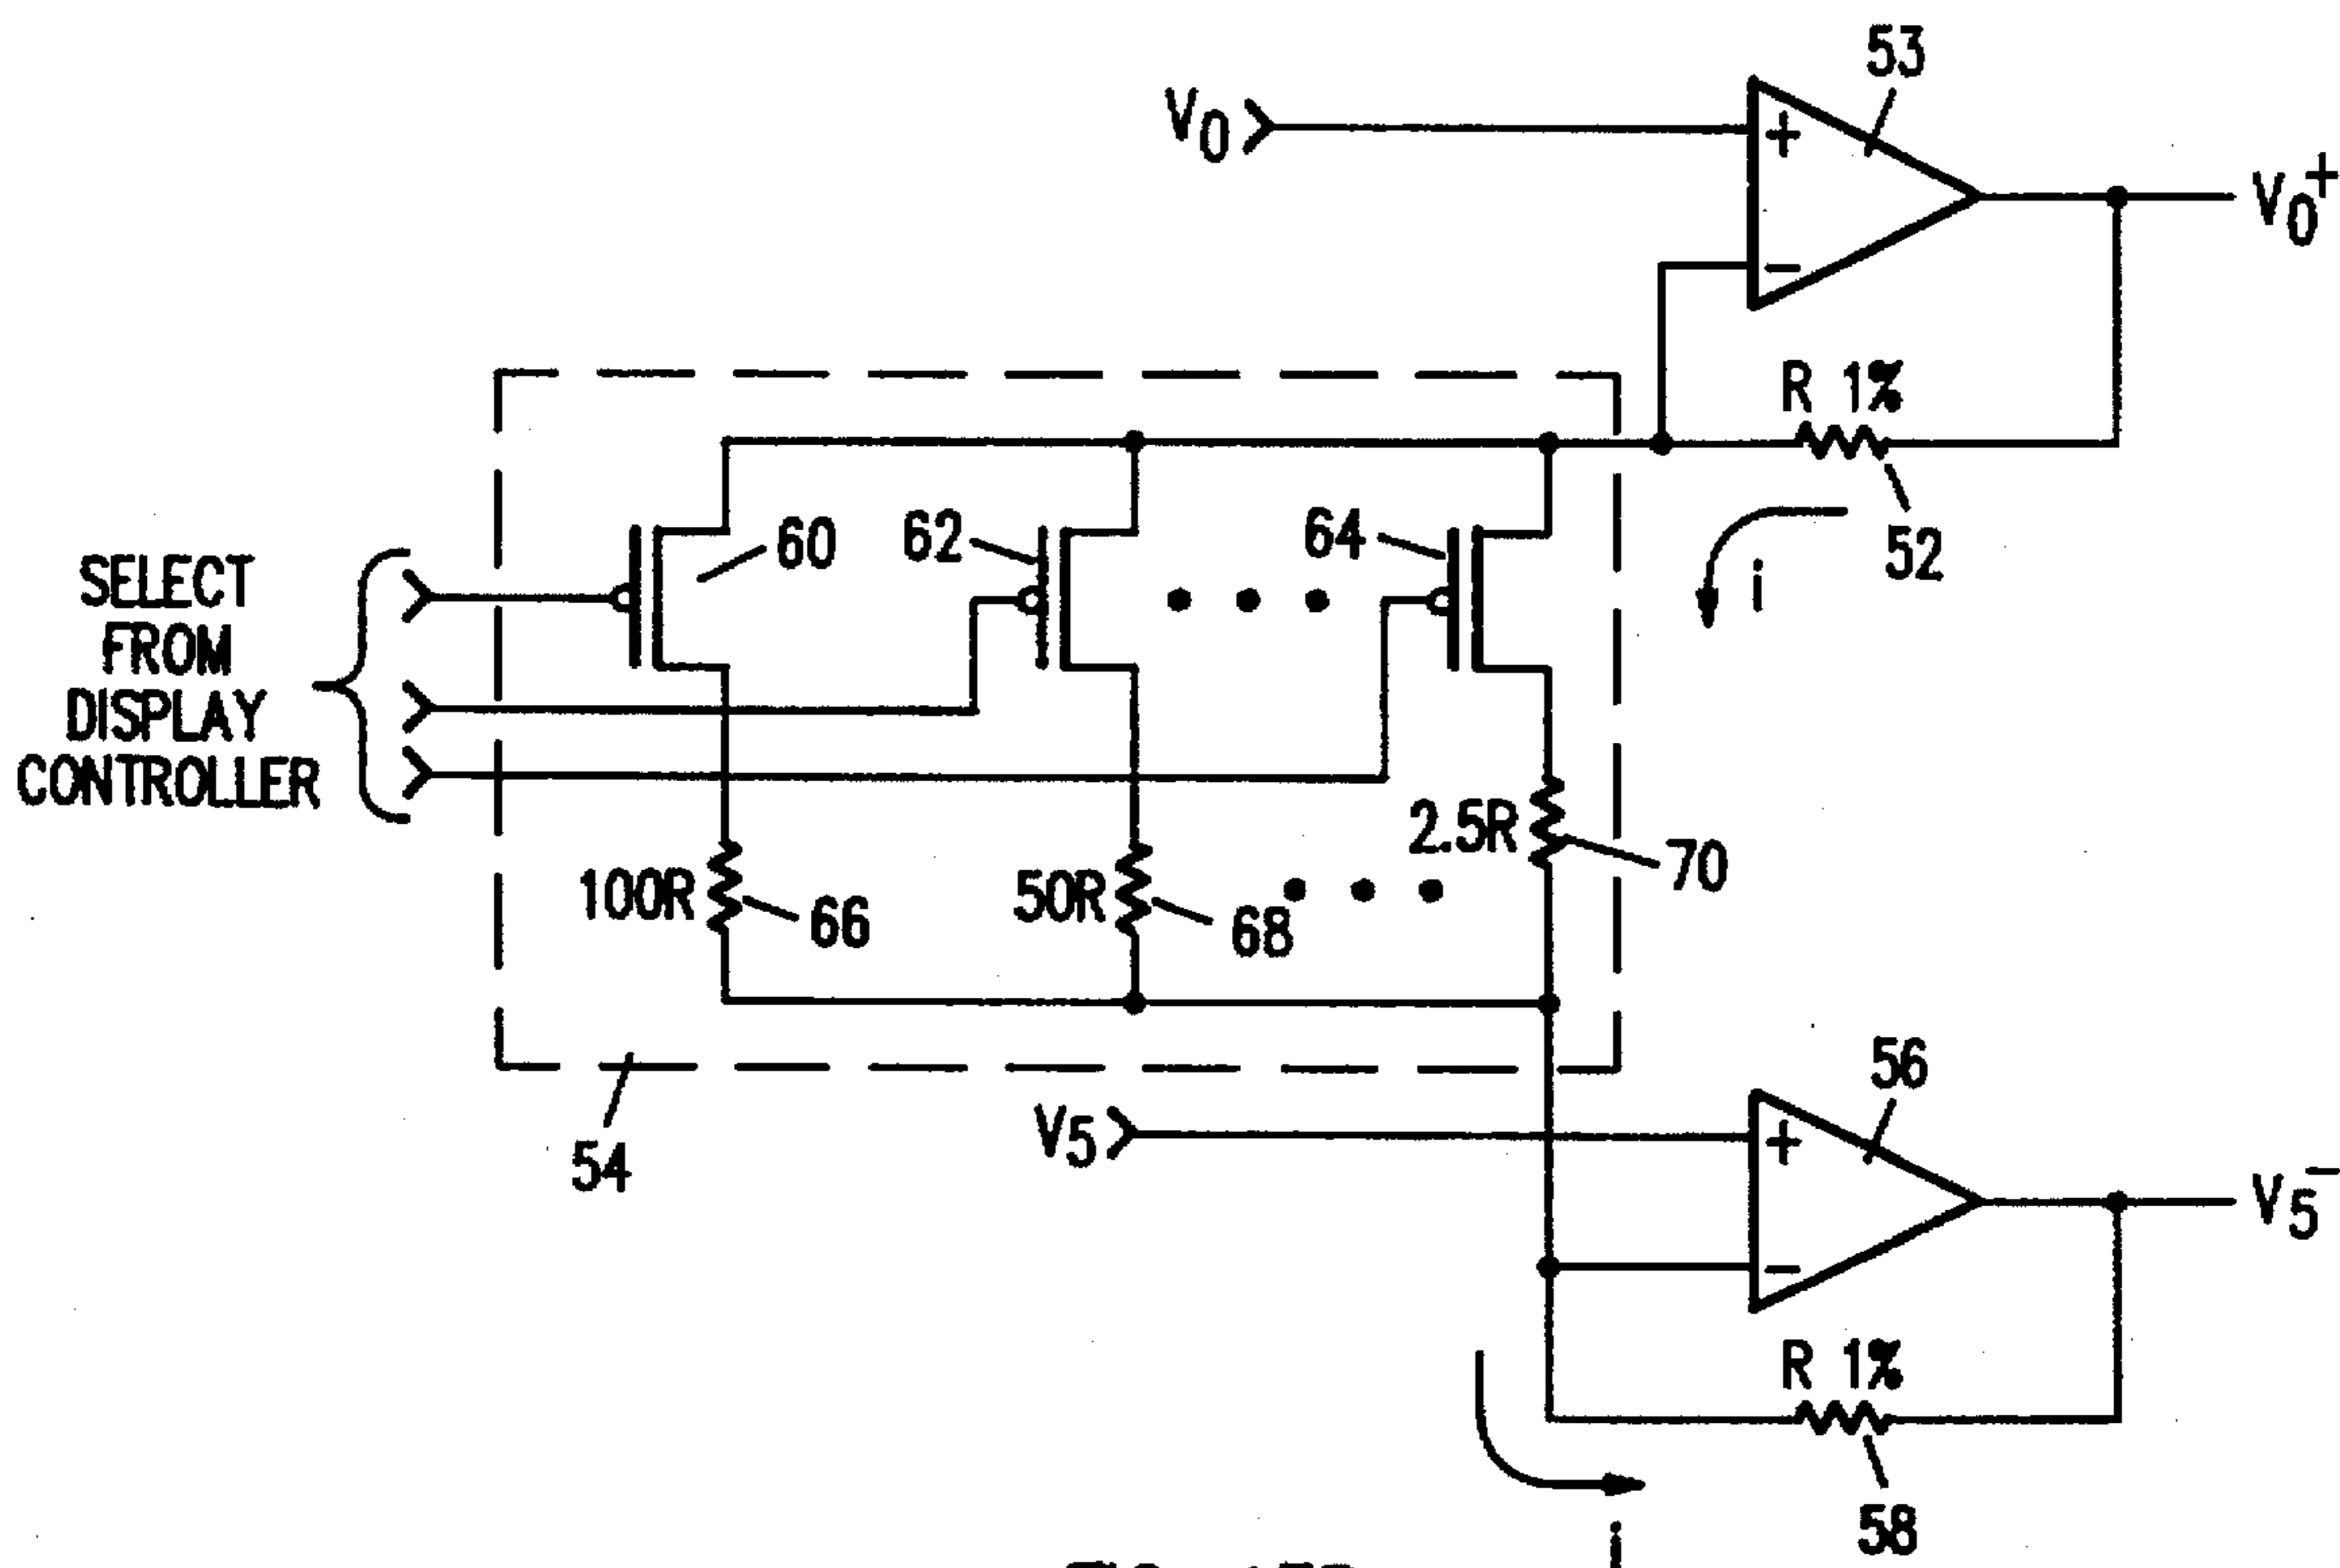 53
V0
+
V0+
-
R 1%
52
i
60
62
64
SELECT
FROM
DISPLAY
CONTROLLER
100R
66
50R
68
2.5R
70
54
56
V5
+
V5-
-
R 1%
58
i